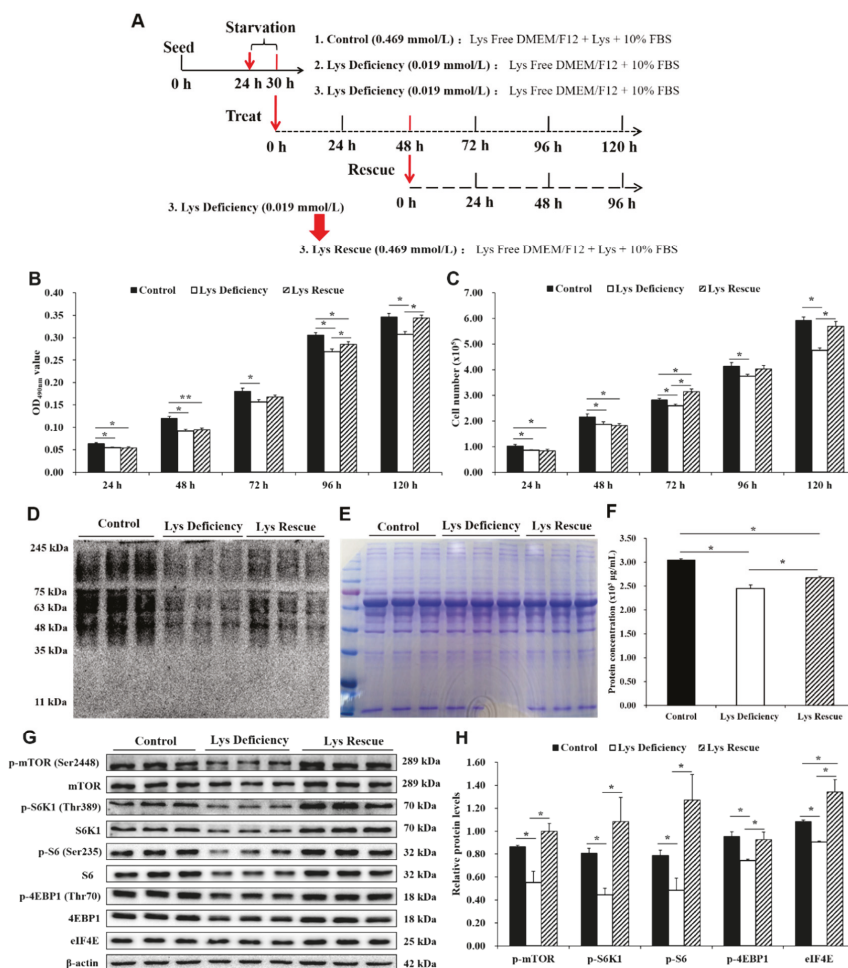 A
Starvation
Seed
0 h
24 h
30 h
1. Control (0.469 mmol/L) : Lys Free DMEM/F12 + Lys + 10% FBS
2. Lys Deficiency (0.019 mmol/L) : Lys Free DMEM/F12 + 10% FBS
3. Lys Deficiency (0.019 mmol/L) : Lys Free DMEM/F12 + 10% FBS
Treat
0 h 24 h 48 h 72 h 96 h 120 h
Rescue
0 h 24 h 48 h 96 h
3. Lys Deficiency (0.019 mmol/L)
3. Lys Rescue (0.469 mmol/L) : Lys Free DMEM/F12 + Lys + 10% FBS
B
Control Lys Deficiency Lys Rescue
OD490nm value
0.40
0.35
0.30
0.25
0.20
0.15
0.10
0.05
0.00
* * * ** * * * * * *
24 h 48 h 72 h 96 h 120 h
C
Control Lys Deficiency Lys Rescue
Cell number (x10⁵)
7.00
6.00
5.00
4.00
3.00
2.00
1.00
0.00
* * * * * * * * * *
24 h 48 h 72 h 96 h 120 h
D
Control Lys Deficiency Lys Rescue
245 kDa
75 kDa
63 kDa
48 kDa
35 kDa
11 kDa
E
Control Lys Deficiency Lys Rescue
F
Protein concentration (x10³ µg/mL)
3.50
3.00
2.50
2.00
1.50
1.00
0.50
0.00
* * *
Control Lys Deficiency Lys Rescue
G
Control Lys Deficiency Lys Rescue
p-mTOR (Ser2448) 289 kDa
mTOR 289 kDa
p-S6K1 (Thr389) 70 kDa
S6K1 70 kDa
p-S6 (Ser235) 32 kDa
S6 32 kDa
p-4EBP1 (Thr70) 18 kDa
4EBP1 18 kDa
eIF4E 25 kDa
β-actin 42 kDa
H
Control Lys Deficiency Lys Rescue
Relative protein levels
1.60
1.40
1.20
1.00
0.80
0.60
0.40
0.20
0.00
* * * * * * * * * * *
p-mTOR p-S6K1 p-S6 p-4EBP1 eIF4E